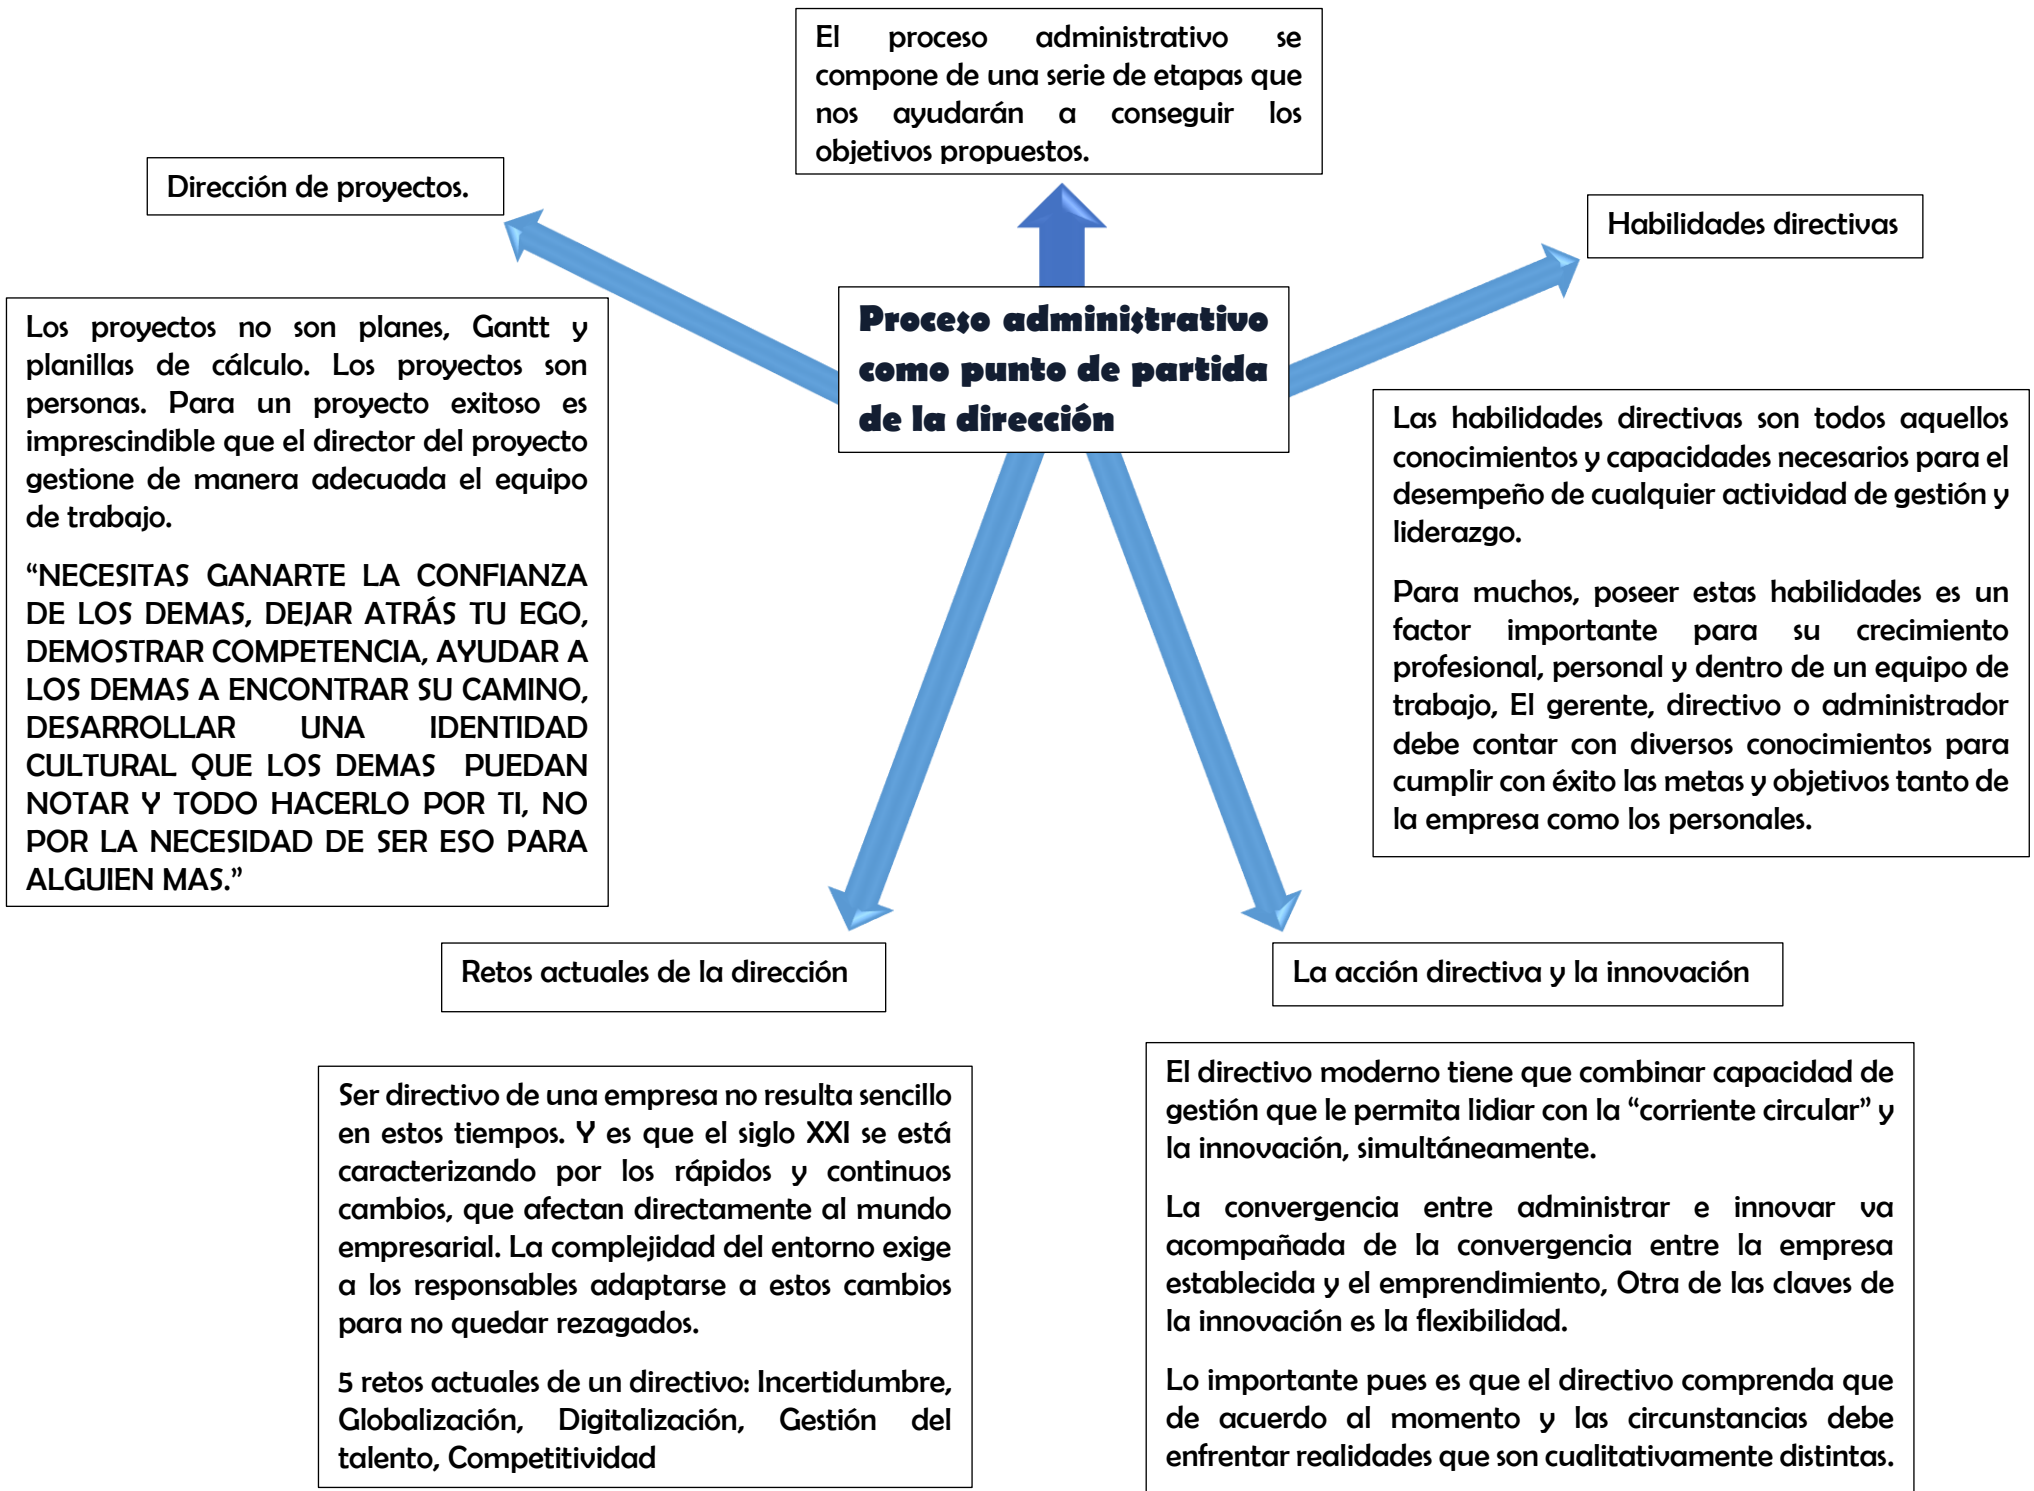 El proceso administrativo se
compone de una serie de etapas que
nos ayudarán a conseguir los
objetivos propuestos.
Dirección de proyectos.
Habilidades directivas
Proceso administrativo
como punto de partida
de la dirección
Los proyectos no son planes, Gantt y
planillas de cálculo. Los proyectos son
personas. Para un proyecto exitoso es
imprescindible que el director del proyecto
gestione de manera adecuada el equipo
de trabajo.
“NECESITAS GANARTE LA CONFIANZA
DE LOS DEMAS, DEJAR ATRÁS TU EGO,
DEMOSTRAR COMPETENCIA, AYUDAR A
LOS DEMAS A ENCONTRAR SU CAMINO,
DESARROLLAR UNA IDENTIDAD
CULTURAL QUE LOS DEMAS PUEDAN
NOTAR Y TODO HACERLO POR TI, NO
POR LA NECESIDAD DE SER ESO PARA
ALGUIEN MAS.”
Las habilidades directivas son todos aquellos
conocimientos y capacidades necesarios para el
desempeño de cualquier actividad de gestión y
liderazgo.
Para muchos, poseer estas habilidades es un
factor importante para su crecimiento
profesional, personal y dentro de un equipo de
trabajo, El gerente, directivo o administrador
debe contar con diversos conocimientos para
cumplir con éxito las metas y objetivos tanto de
la empresa como los personales.
Retos actuales de la dirección
La acción directiva y la innovación
Ser directivo de una empresa no resulta sencillo
en estos tiempos. Y es que el siglo XXI se está
caracterizando por los rápidos y continuos
cambios, que afectan directamente al mundo
empresarial. La complejidad del entorno exige
a los responsables adaptarse a estos cambios
para no quedar rezagados.
5 retos actuales de un directivo: Incertidumbre,
Globalización, Digitalización, Gestión del
talento, Competitividad
El directivo moderno tiene que combinar capacidad de
gestión que le permita lidiar con la “corriente circular” y
la innovación, simultáneamente.
La convergencia entre administrar e innovar va
acompañada de la convergencia entre la empresa
establecida y el emprendimiento, Otra de las claves de
la innovación es la flexibilidad.
Lo importante pues es que el directivo comprenda que
de acuerdo al momento y las circunstancias debe
enfrentar realidades que son cualitativamente distintas.